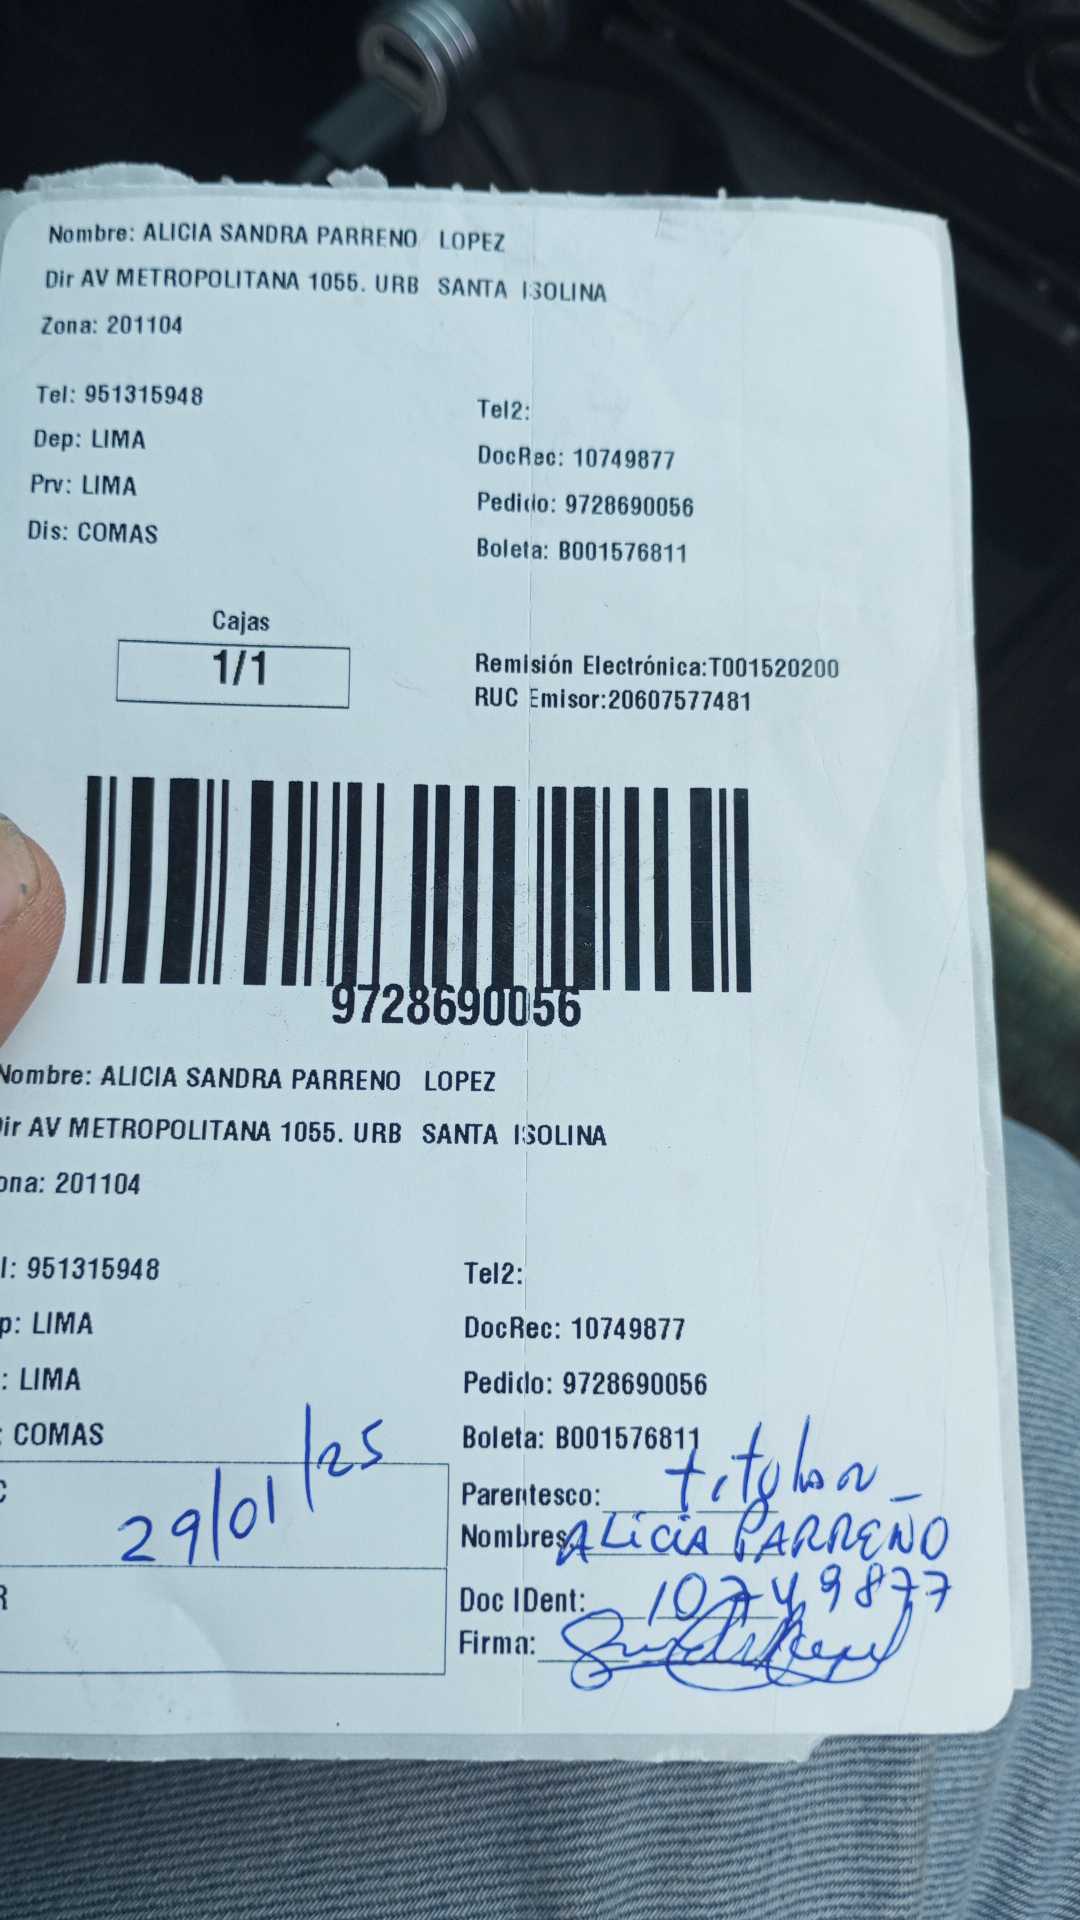 Nombre: ALICIA SANDRA PARRENO LOPEZ
Dir AV METROPOLITANA 1055. URB SANTA ISOLINA
Zona: 201104
Tel: 951315948
Tel2:
Dep: LIMA
DocRec: 10749877
Prv: LIMA
Pedido: 9728690056
Dis: COMAS
Boleta: B001576811
Cajas
1/1
Remisión Electrónica:T001520200
RUC Emisor:20607577481
9728690056
Nombre: ALICIA SANDRA PARRENO LOPEZ
ir AV METROPOLITANA 1055. URB SANTA ISOLINA
ona: 201104
l: 951315948
Tel2:
p: LIMA
DocRec: 10749877
: LIMA
Pedido: 9728690056
: COMAS
Boleta: B001576811
29/01/25
Parentesco: titular
Nombres ALICIA PARREÑO
Doc IDent: 10749877
R
Firma: